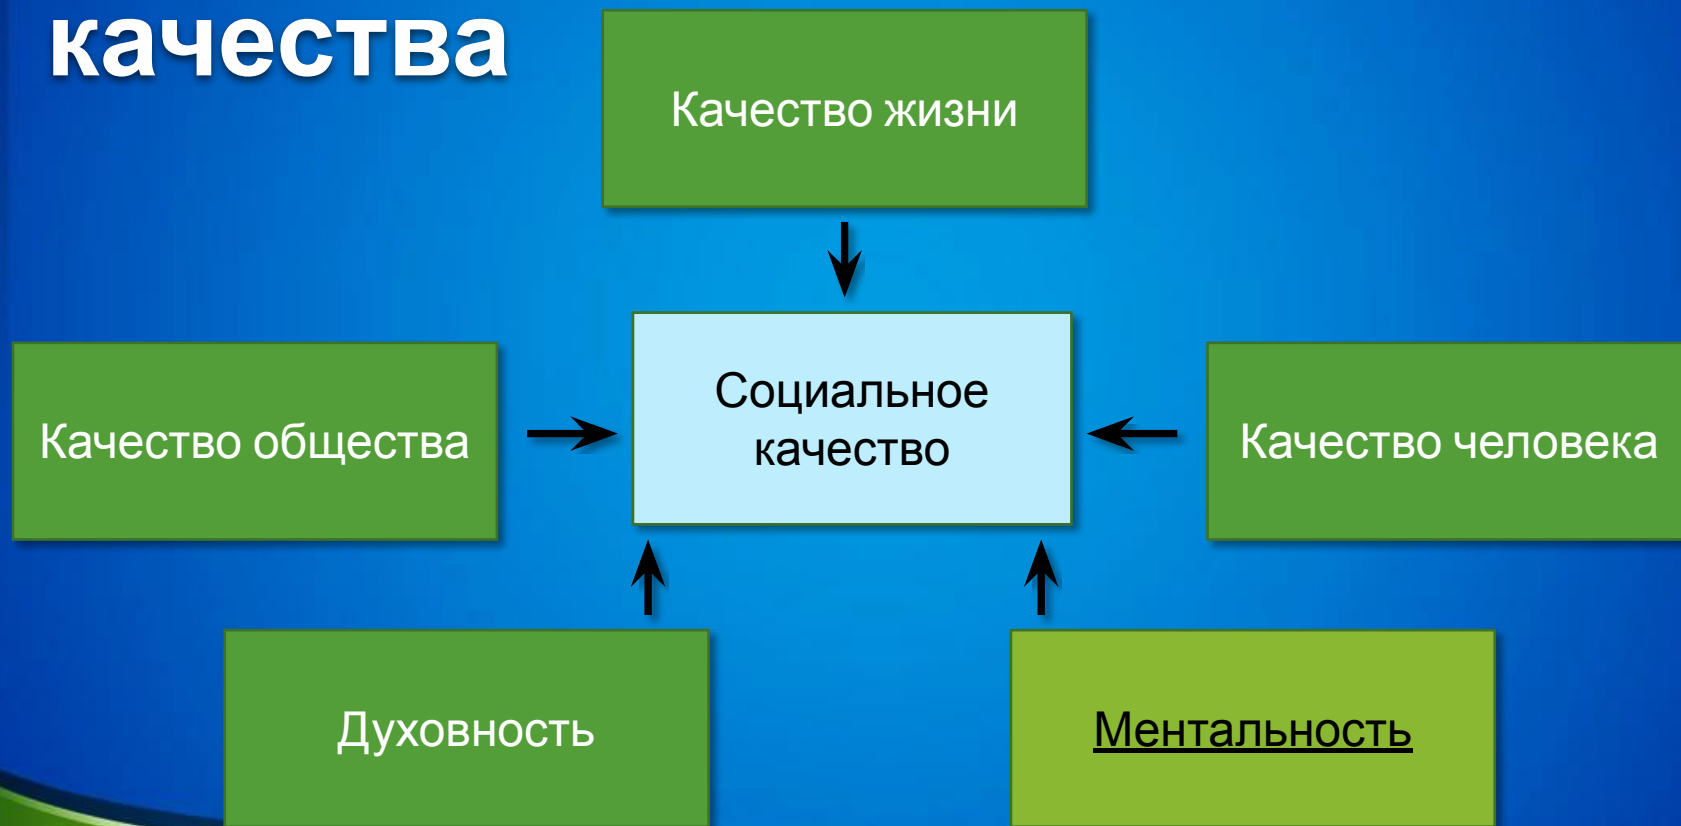 качества
Качество жизни
Качество общества
Социальное
качество
Качество человека
Духовность
Ментальность